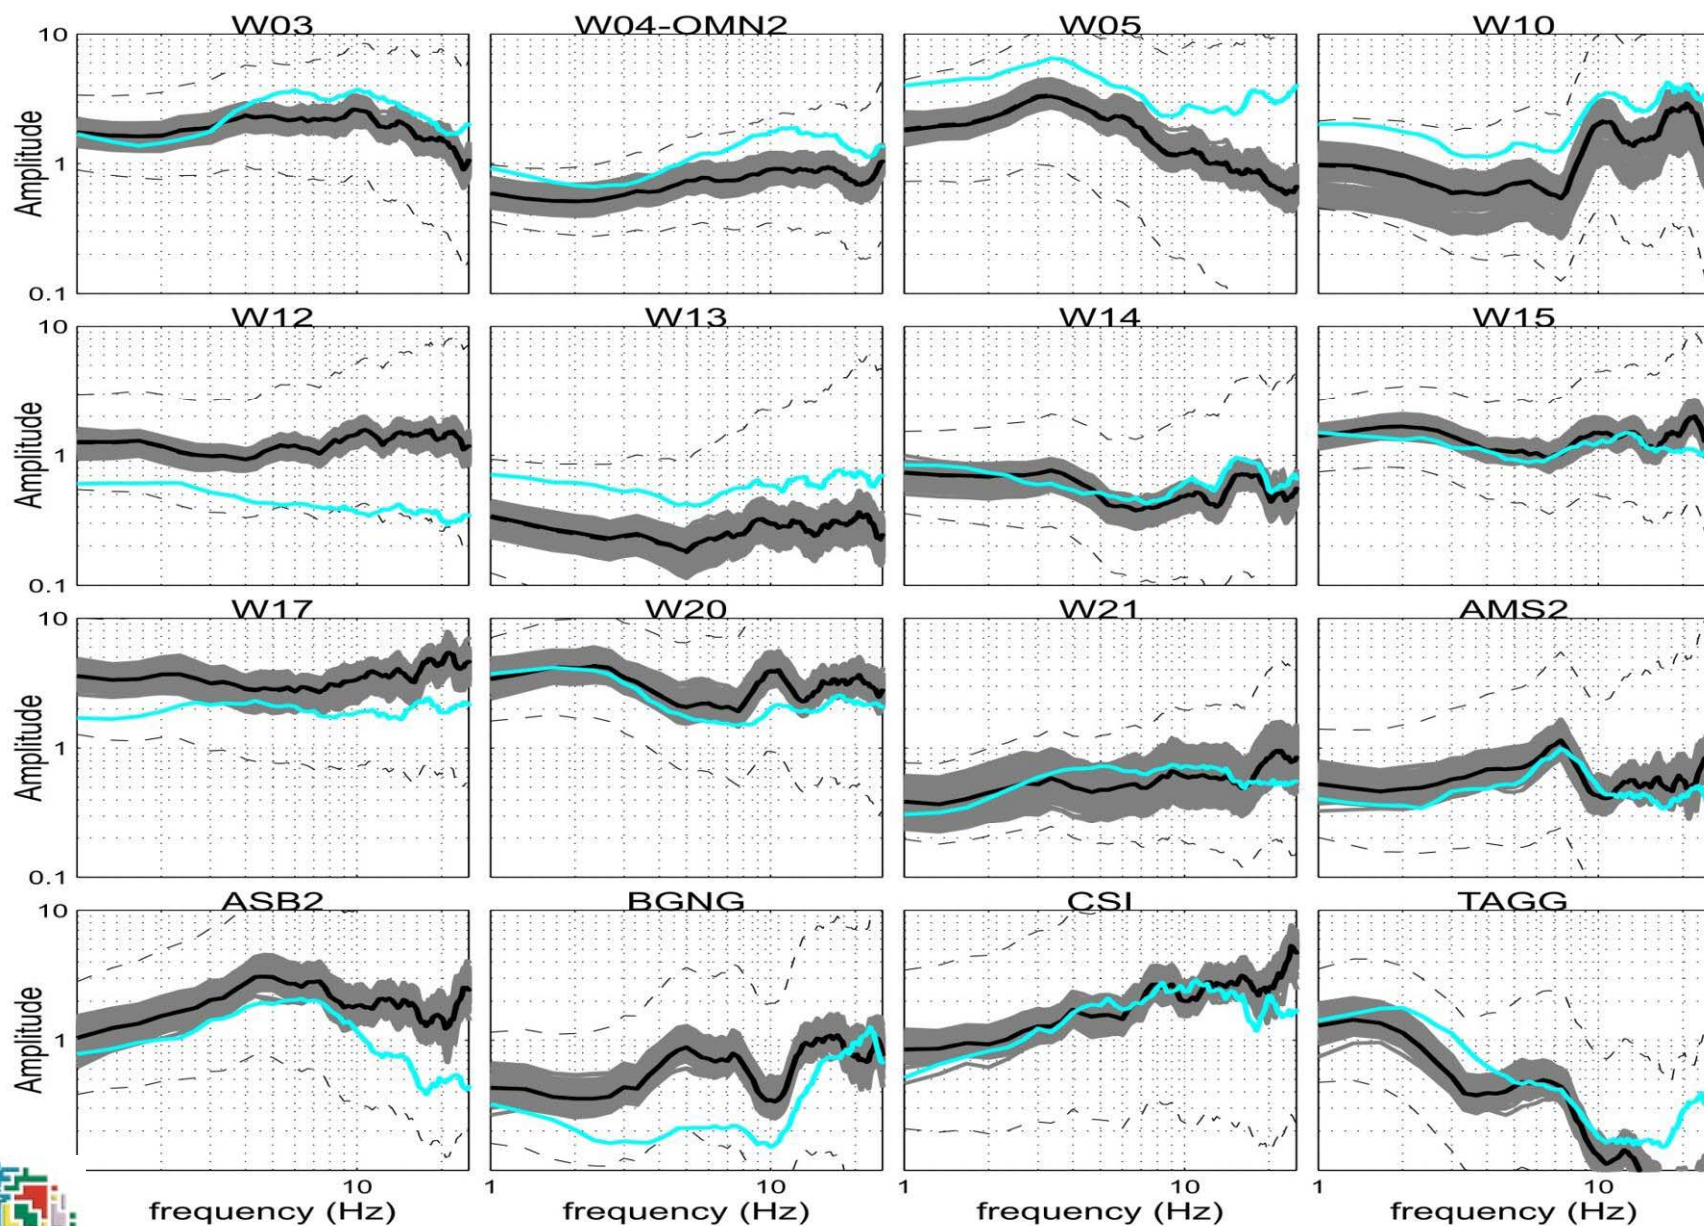 W03 W04-OMN2 W05 W10
10
1
0.1
Amplitude
W12 W13 W14 W15
10
1
0.1
Amplitude
W17 W20 W21 AMS2
10
1
0.1
Amplitude
ASB2 BGNG CSI TAGG
10
1
Amplitude
10 10 1 10 1 10
frequency (Hz) frequency (Hz) frequency (Hz) frequency (Hz)